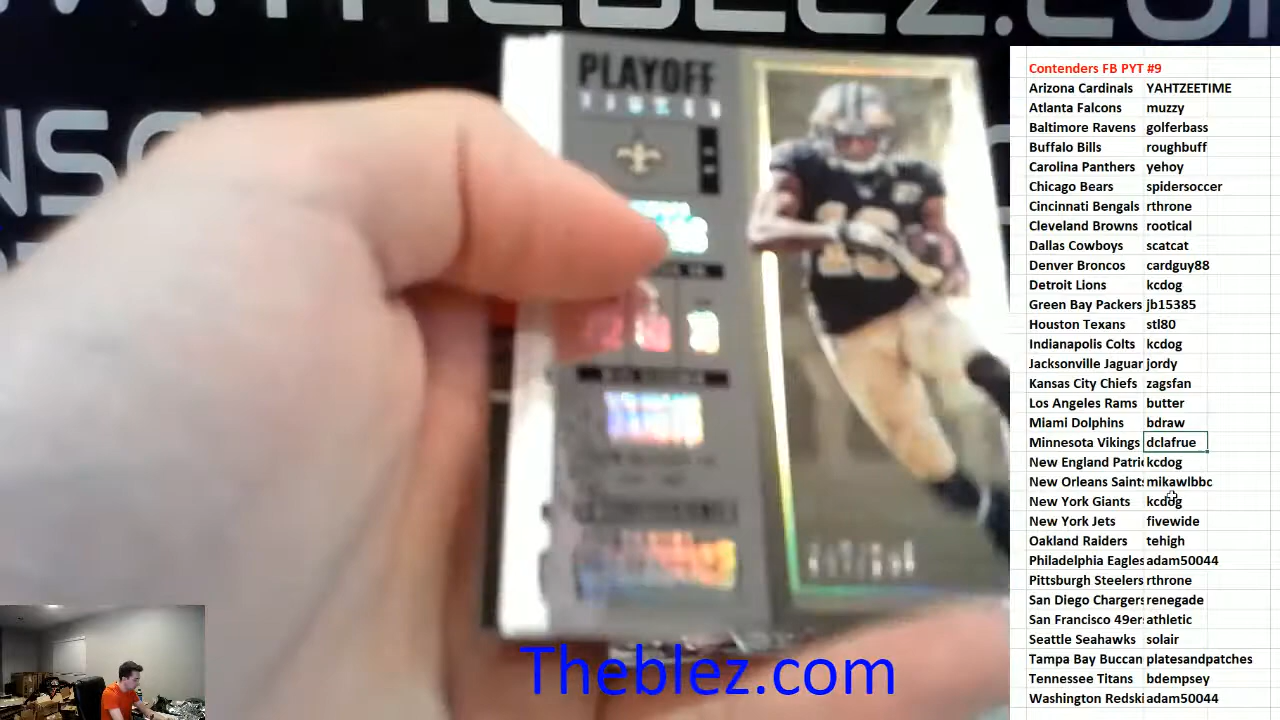 PLAYOFF
TICKET
Theblez.com
Contenders FB PYT #9
Arizona Cardinals YAHTZEETIME
Atlanta Falcons muzzy
Baltimore Ravens golferbass
Buffalo Bills roughbuff
Carolina Panthers yehoy
Chicago Bears spidersoccer
Cincinnati Bengals rthrone
Cleveland Browns rootical
Dallas Cowboys scatcat
Denver Broncos cardguy88
Detroit Lions kcdog
Green Bay Packers jb15385
Houston Texans stl80
Indianapolis Colts kcdog
Jacksonville Jaguar jordy
Kansas City Chiefs zagsfan
Los Angeles Rams butter
Miami Dolphins bdraw
Minnesota Vikings dclafrue
New England Patri kcdog
New Orleans Saints mikawlbbc
New York Giants kcdog
New York Jets fivewide
Oakland Raiders tehigh
Philadelphia Eagles adam50044
Pittsburgh Steelers rthrone
San Diego Chargers renegade
San Francisco 49er athletic
Seattle Seahawks solair
Tampa Bay Buccan platesandpatches
Tennessee Titans bdempsey
Washington Redski adam50044